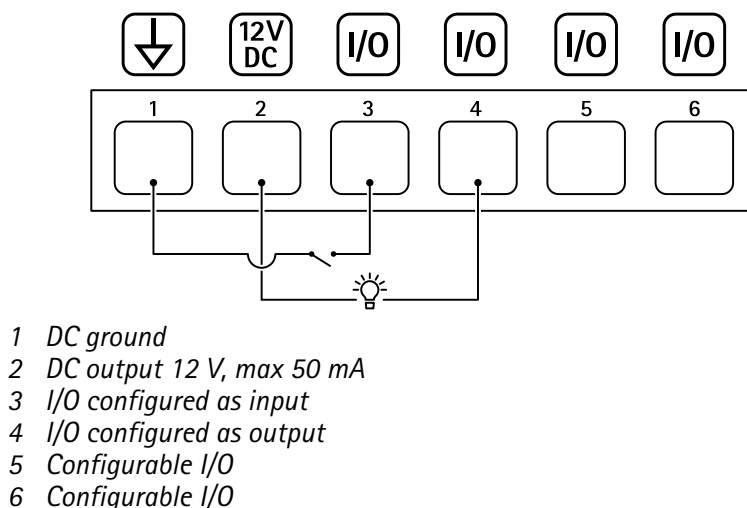 12V DC I/O I/O I/O I/O
1 2 3 4 5 6
1 DC ground
2 DC output 12 V, max 50 mA
3 I/O configured as input
4 I/O configured as output
5 Configurable I/O
6 Configurable I/O